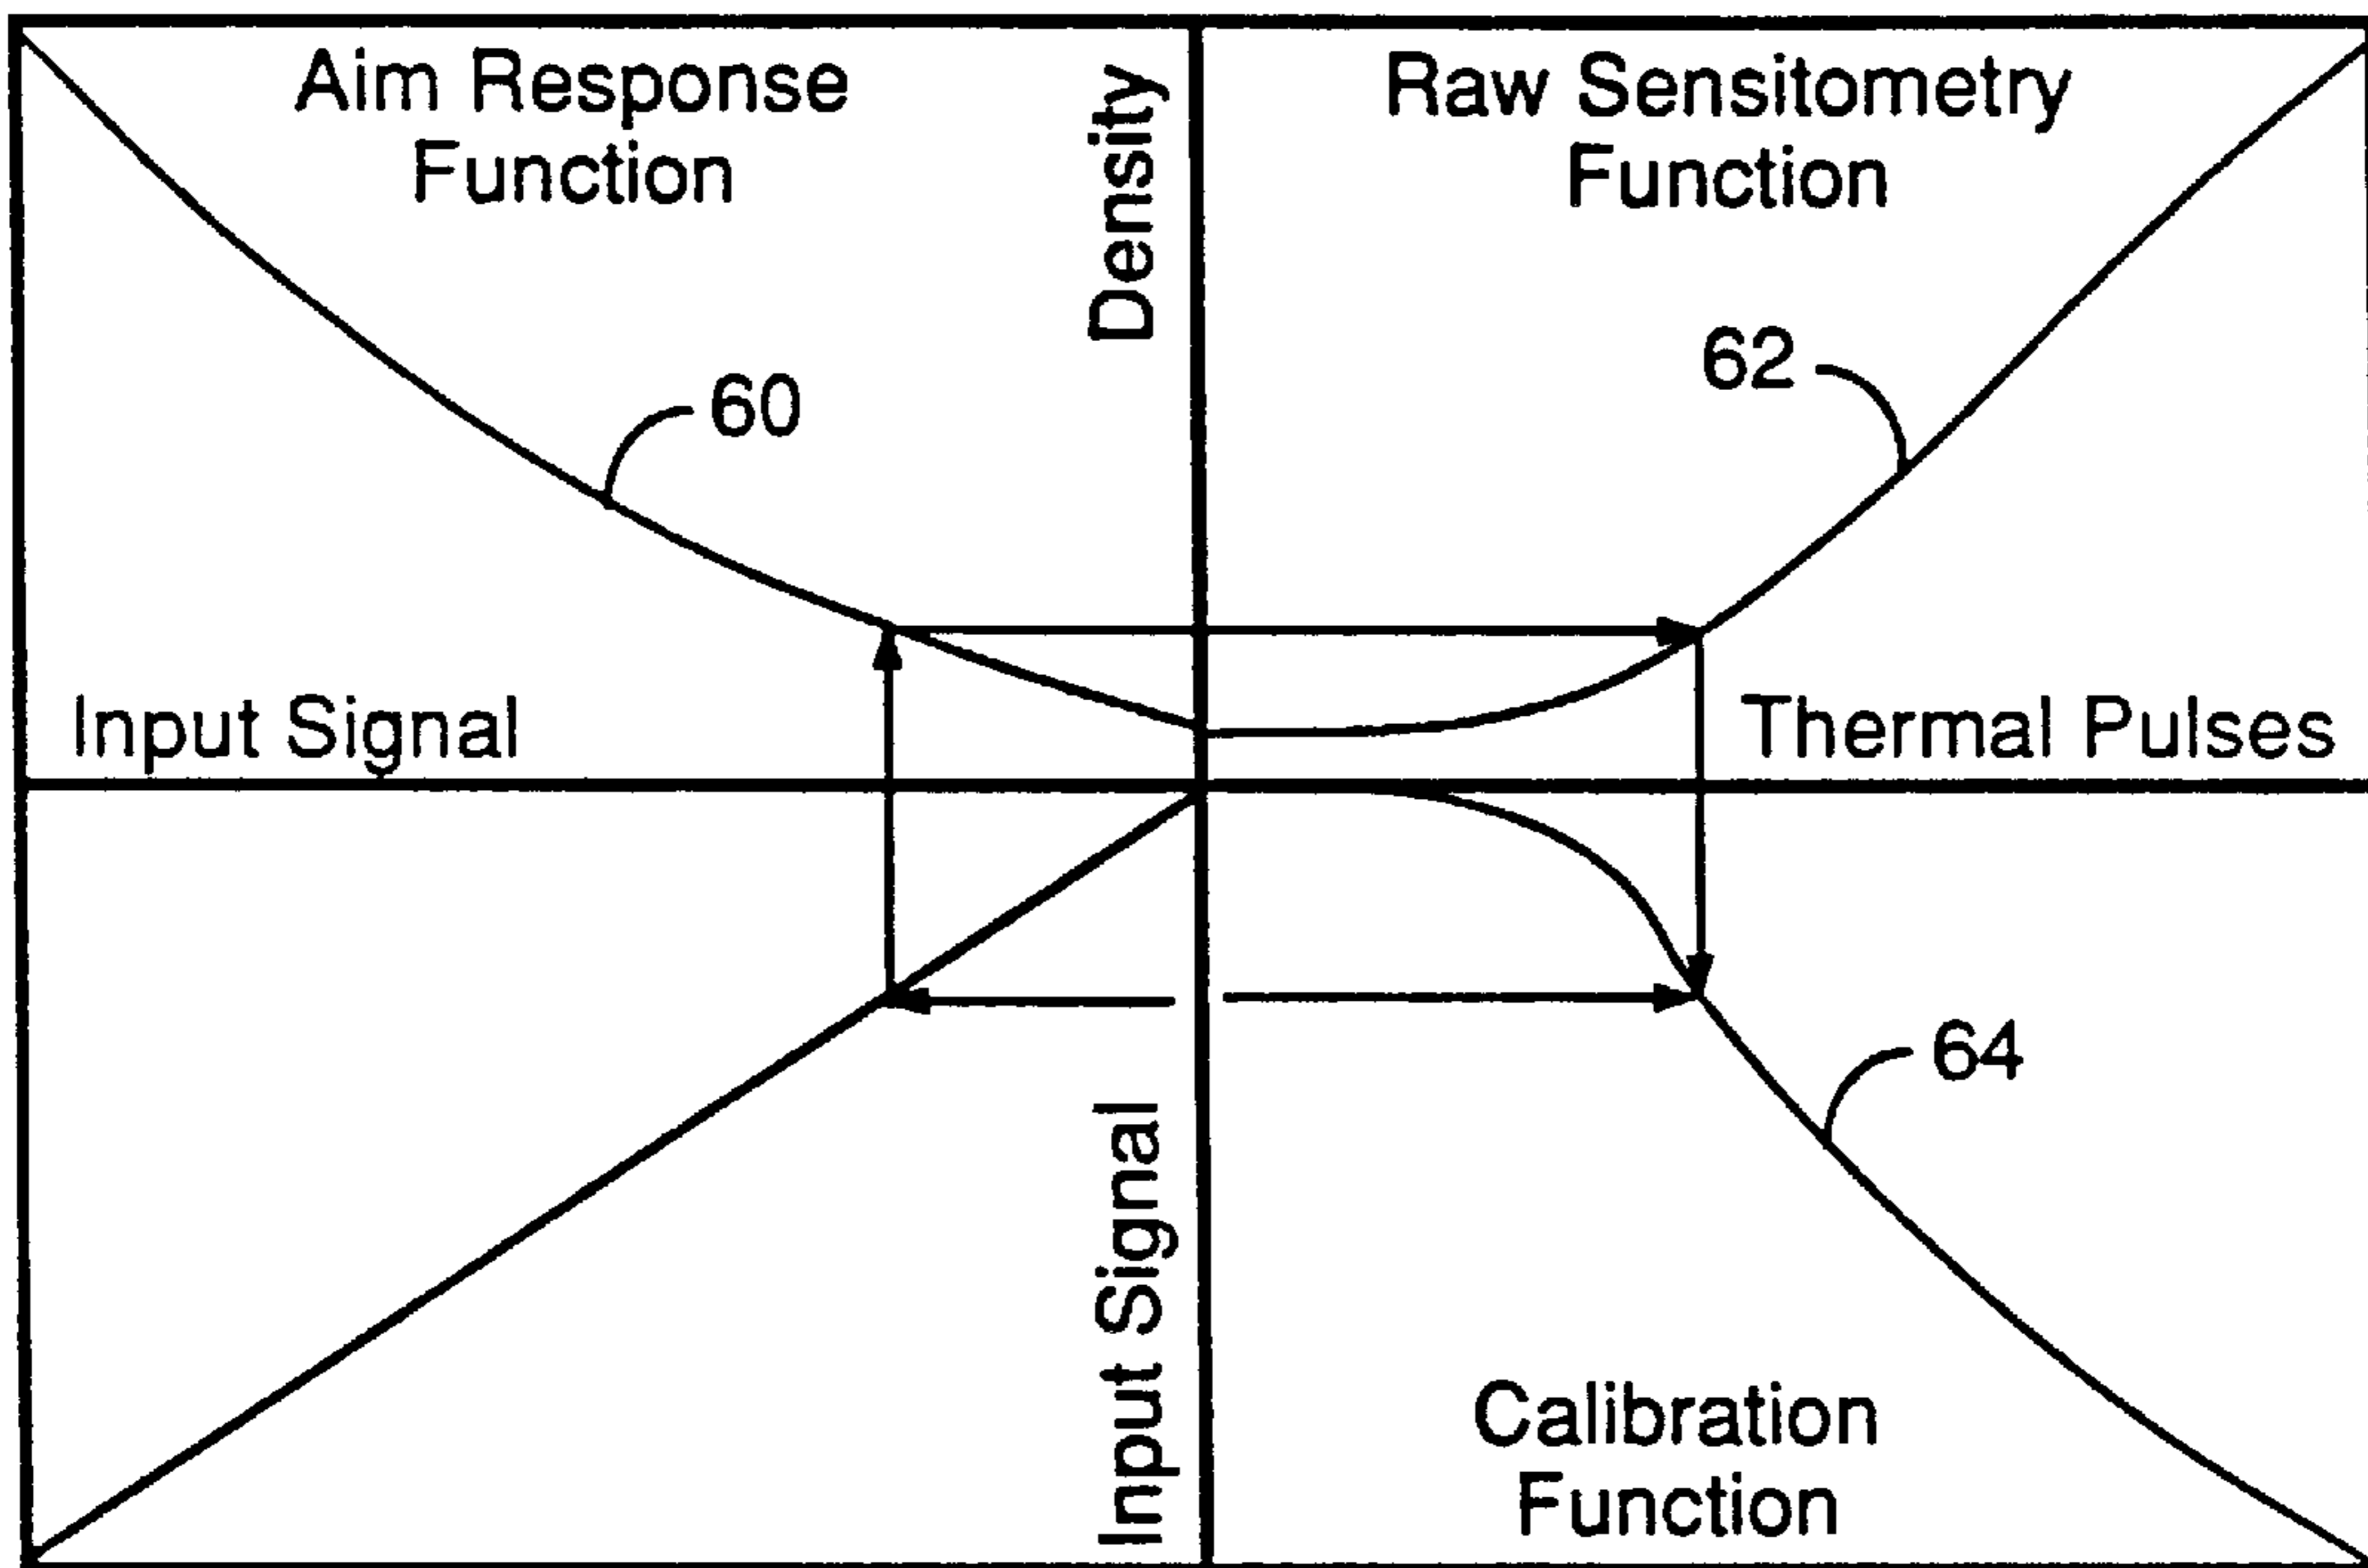 Aim Response
Function
Density
Raw Sensitometry
Function
60
62
Input Signal
Thermal Pulses
64
Input Signal
Calibration
Function